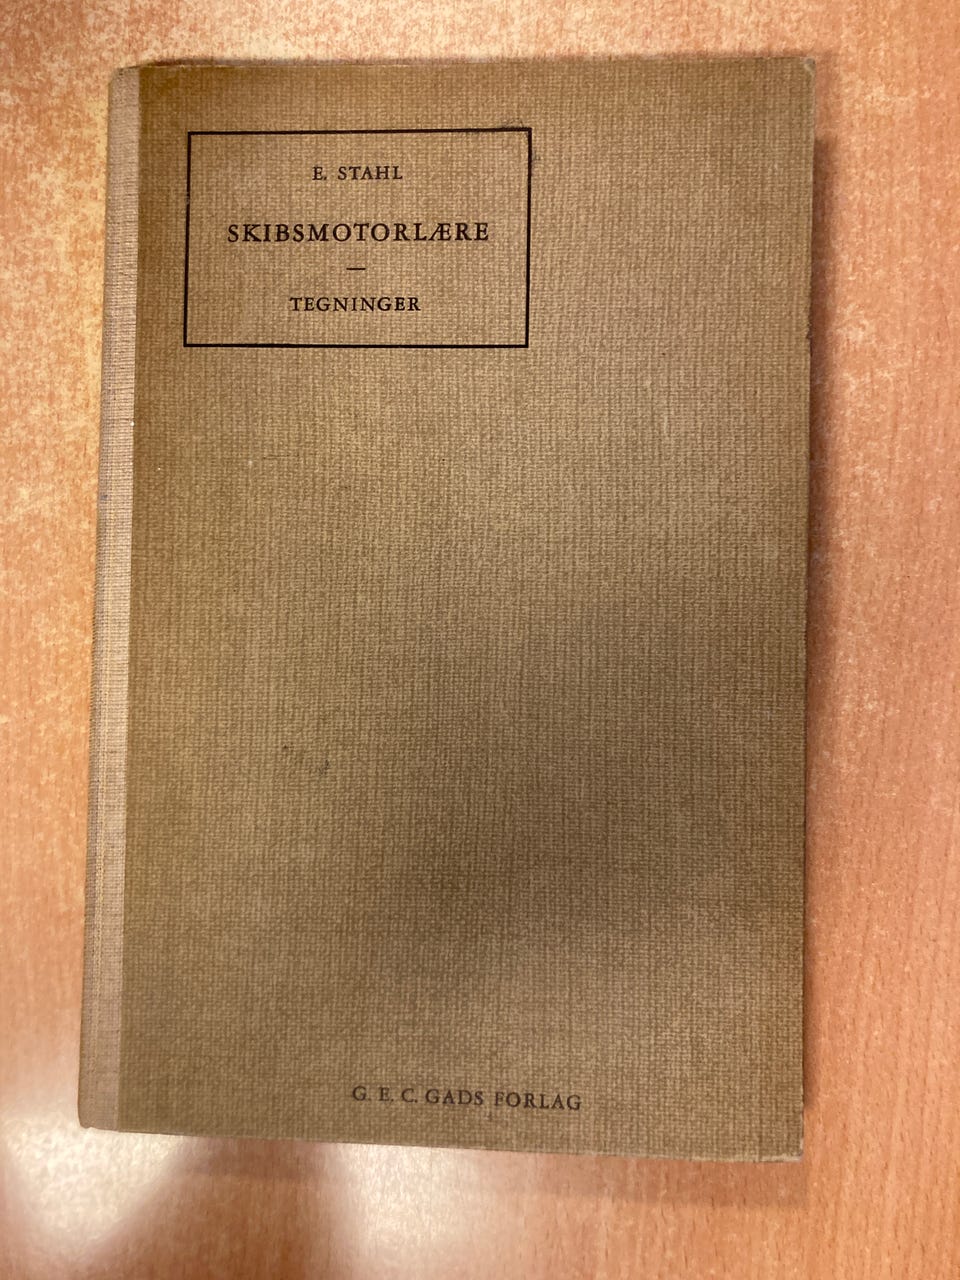 E. STAHL
SKIBSMOTORLÆRE
—
TEGNINGER
G. E. C. GADS FORLAG